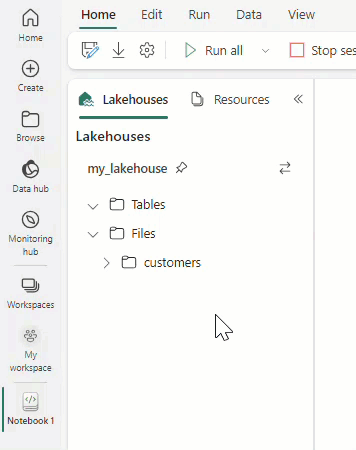 Home
Create
Browse
Data hub
Monitoring
hub
Workspaces
My
workspace
Notebook 1
Home Edit Run Data View
Run all Stop ses
Lakehouses Resources
Lakehouses
my_lakehouse
Tables
Files
customers